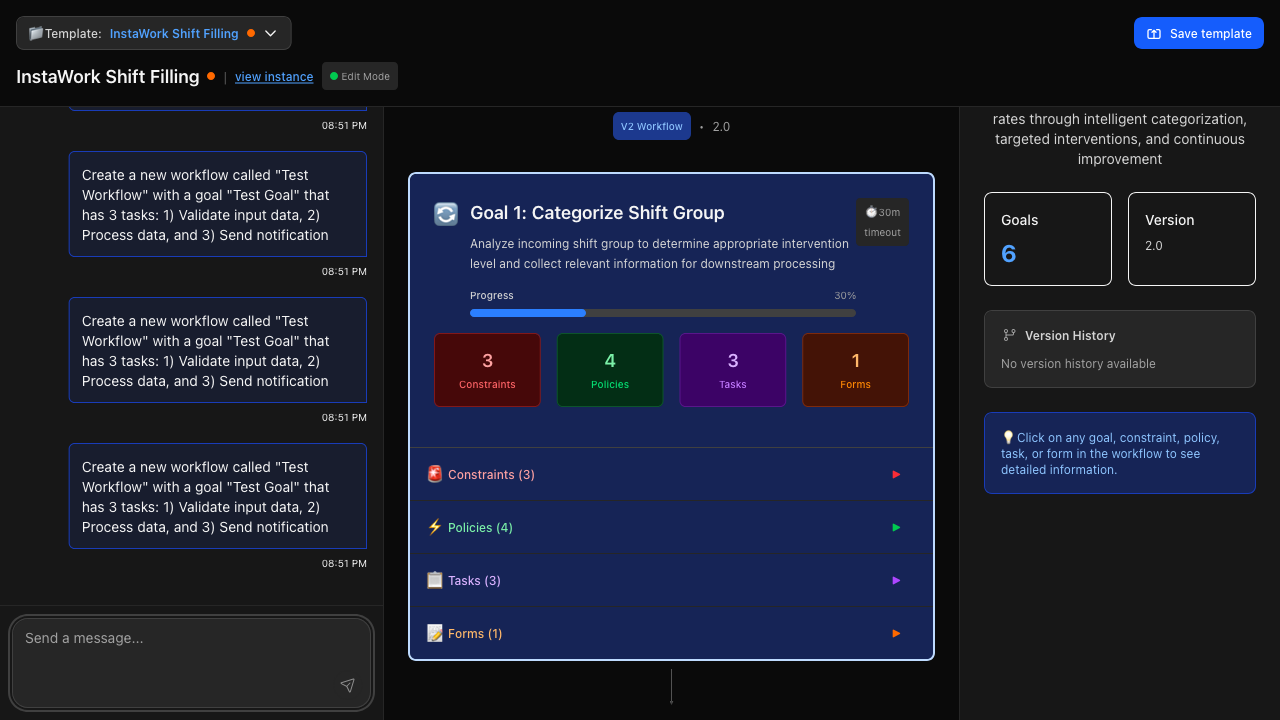 Template: InstaWork Shift Filling
Save template
InstaWork Shift Filling | view instance Edit Mode
08:51 PM
Create a new workflow called "Test
Workflow" with a goal "Test Goal" that
has 3 tasks: 1) Validate input data, 2)
Process data, and 3) Send notification
08:51 PM
Create a new workflow called "Test
Workflow" with a goal "Test Goal" that
has 3 tasks: 1) Validate input data, 2)
Process data, and 3) Send notification
08:51 PM
Create a new workflow called "Test
Workflow" with a goal "Test Goal" that
has 3 tasks: 1) Validate input data, 2)
Process data, and 3) Send notification
08:51 PM
Send a message...
V2 Workflow • 2.0
Goal 1: Categorize Shift Group
30m
timeout
Analyze incoming shift group to determine appropriate intervention
level and collect relevant information for downstream processing
Progress 30%
3
Constraints
4
Policies
3
Tasks
1
Forms
Constraints (3)
Policies (4)
Tasks (3)
Forms (1)
rates through intelligent categorization,
targeted interventions, and continuous
improvement
Goals
6
Version
2.0
Version History
No version history available
Click on any goal, constraint, policy,
task, or form in the workflow to see
detailed information.